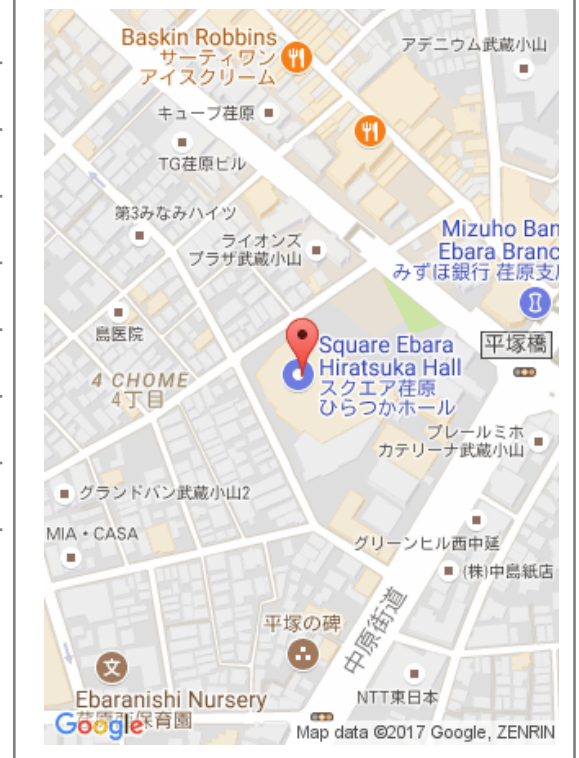 Baskin Robbins
サーティワン
アイスクリーム
アデニウム武蔵小山
キューブ荏原
TG荏原ビル
第3みなみハイツ
ライオンズ
プラザ武蔵小山
Mizuho Ban
Ebara Branc
みずほ銀行 荏原支
島医院
平塚橋
Square Ebara
Hiratsuka Hall
スクエア荏原
ひらつかホール
4 CHOME
4丁目
プレールミホ
カテリーナ武蔵小山
グランドパン武蔵小山2
MIA・CASA
グリーンヒル西中延
(株)中島紙店
中原街道
平塚の碑
NTT東日本
Ebaranishi Nursery
保育園
Google
Map data ©2017 Google, ZENRIN